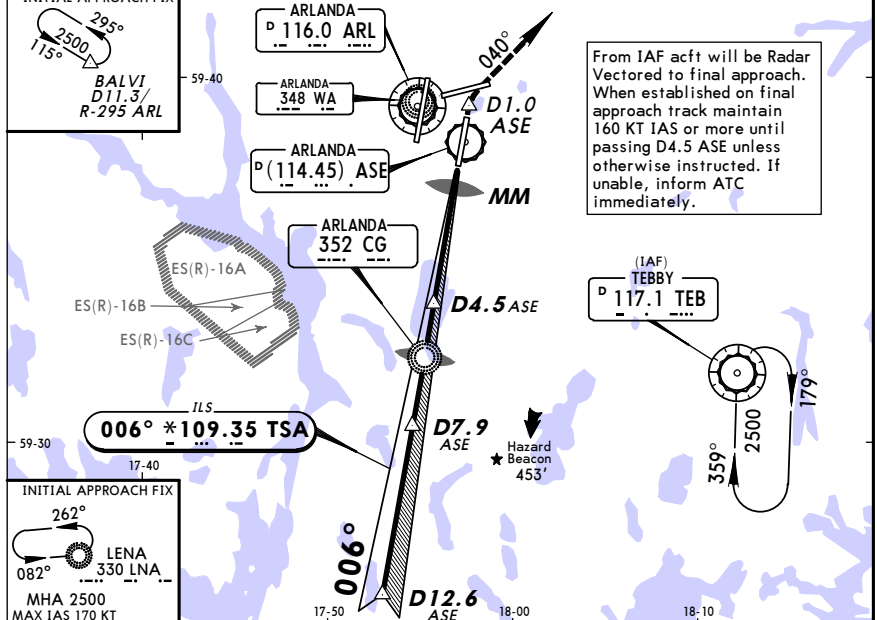 INITIAL APPROACH FIX
295°
2500
115°
BALVI
D11.3/
R-295 ARL
ARLANDA
D 116.0 ARL
040°
59-40
ARLANDA
348 WA
D1.0
ASE
ARLANDA
D (114.45) ASE
MM
From IAF acft will be Radar
Vectored to final approach.
When established on final
approach track maintain
160 KT IAS or more until
passing D4.5 ASE unless
otherwise instructed. If
unable, inform ATC
immediately.
ARLANDA
352 CG
ES(R)-16A
ES(R)-16B
ES(R)-16C
D4.5 ASE
(IAF)
TEBBY
D 117.1 TEB
179°
2500
359°
ILS
006° *109.35 TSA
D7.9
ASE
Hazard
Beacon
453'
59-30
17-40
INITIAL APPROACH FIX
262°
LENA
330 LNA
082°
MHA 2500
MAX IAS 170 KT
006°
D12.6
ASE
17-50
18-00
18-10